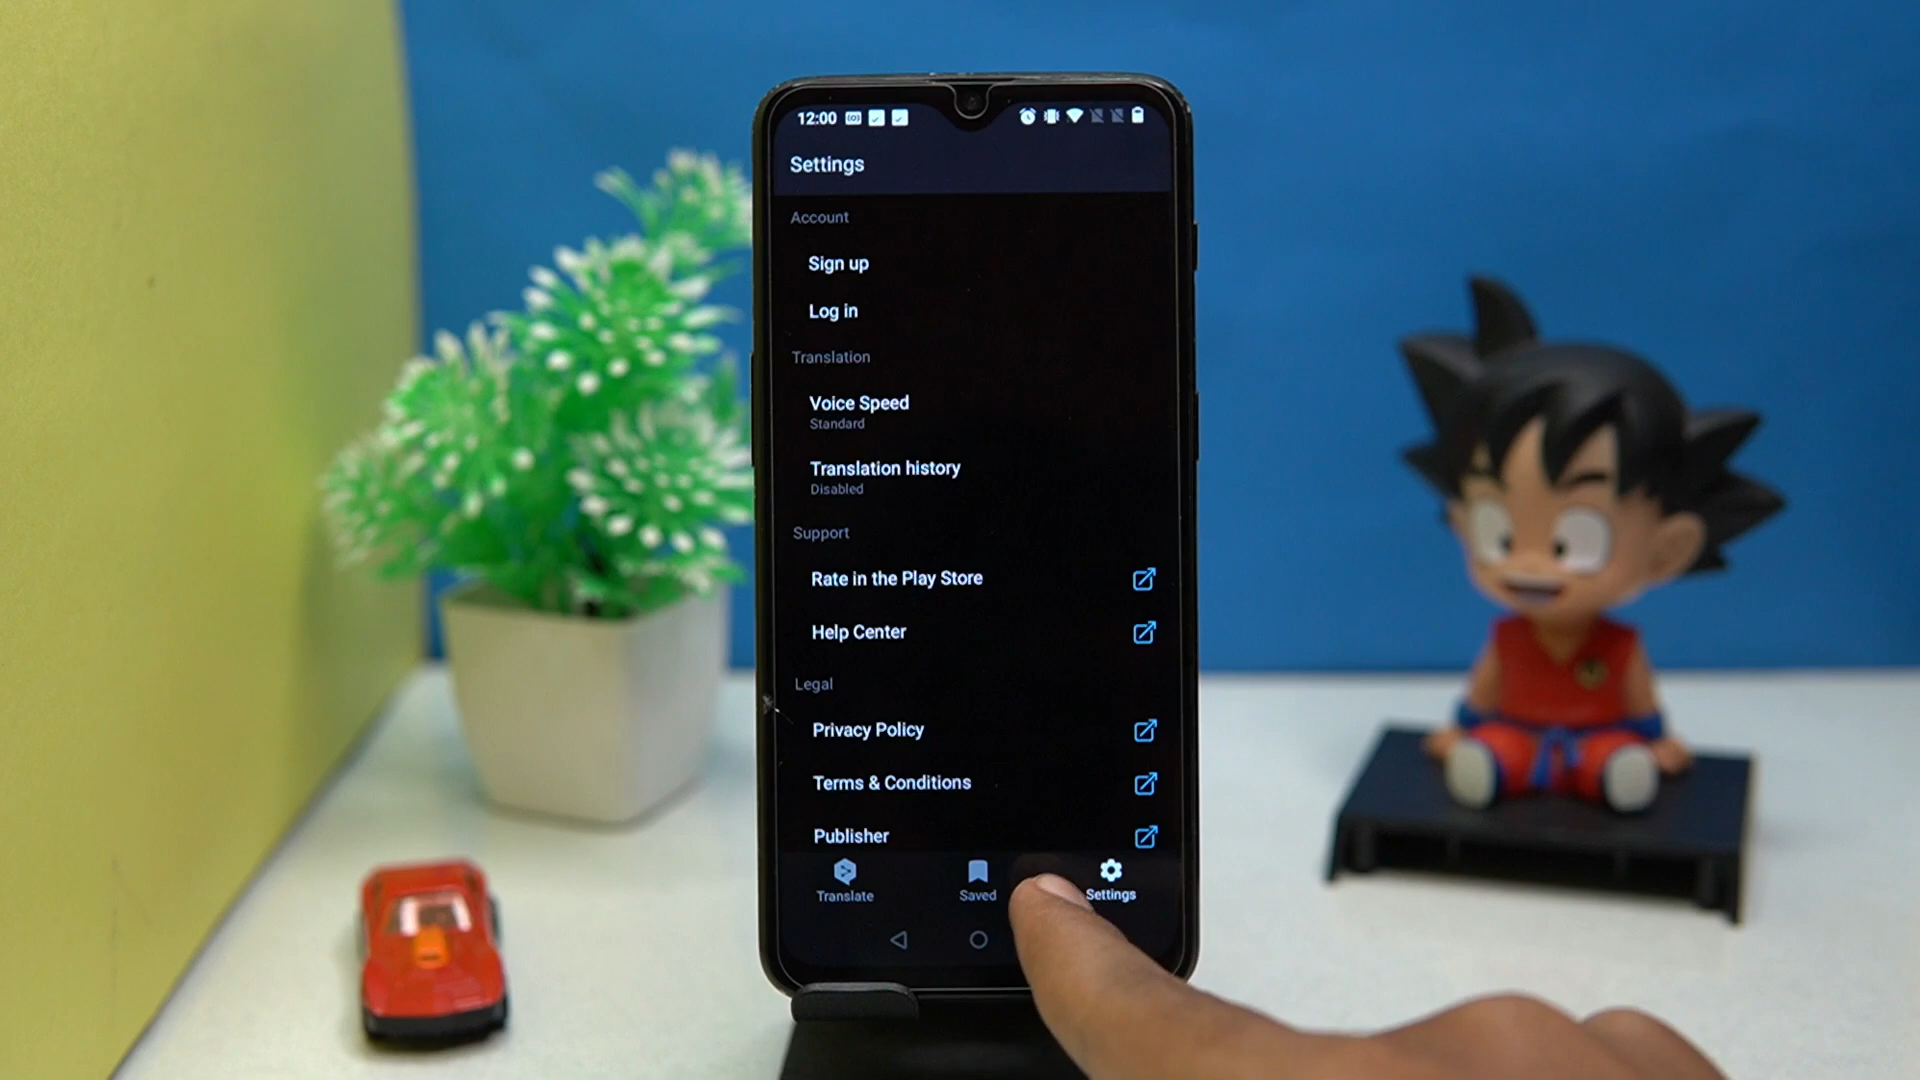 12:00
Settings
Account
Sign up
Log in
Translation
Voice Speed
Standard
Translation history
Disabled
Support
Rate in the Play Store
Help Center
Legal
Privacy Policy
Terms & Conditions
Publisher
Translate Saved Settings